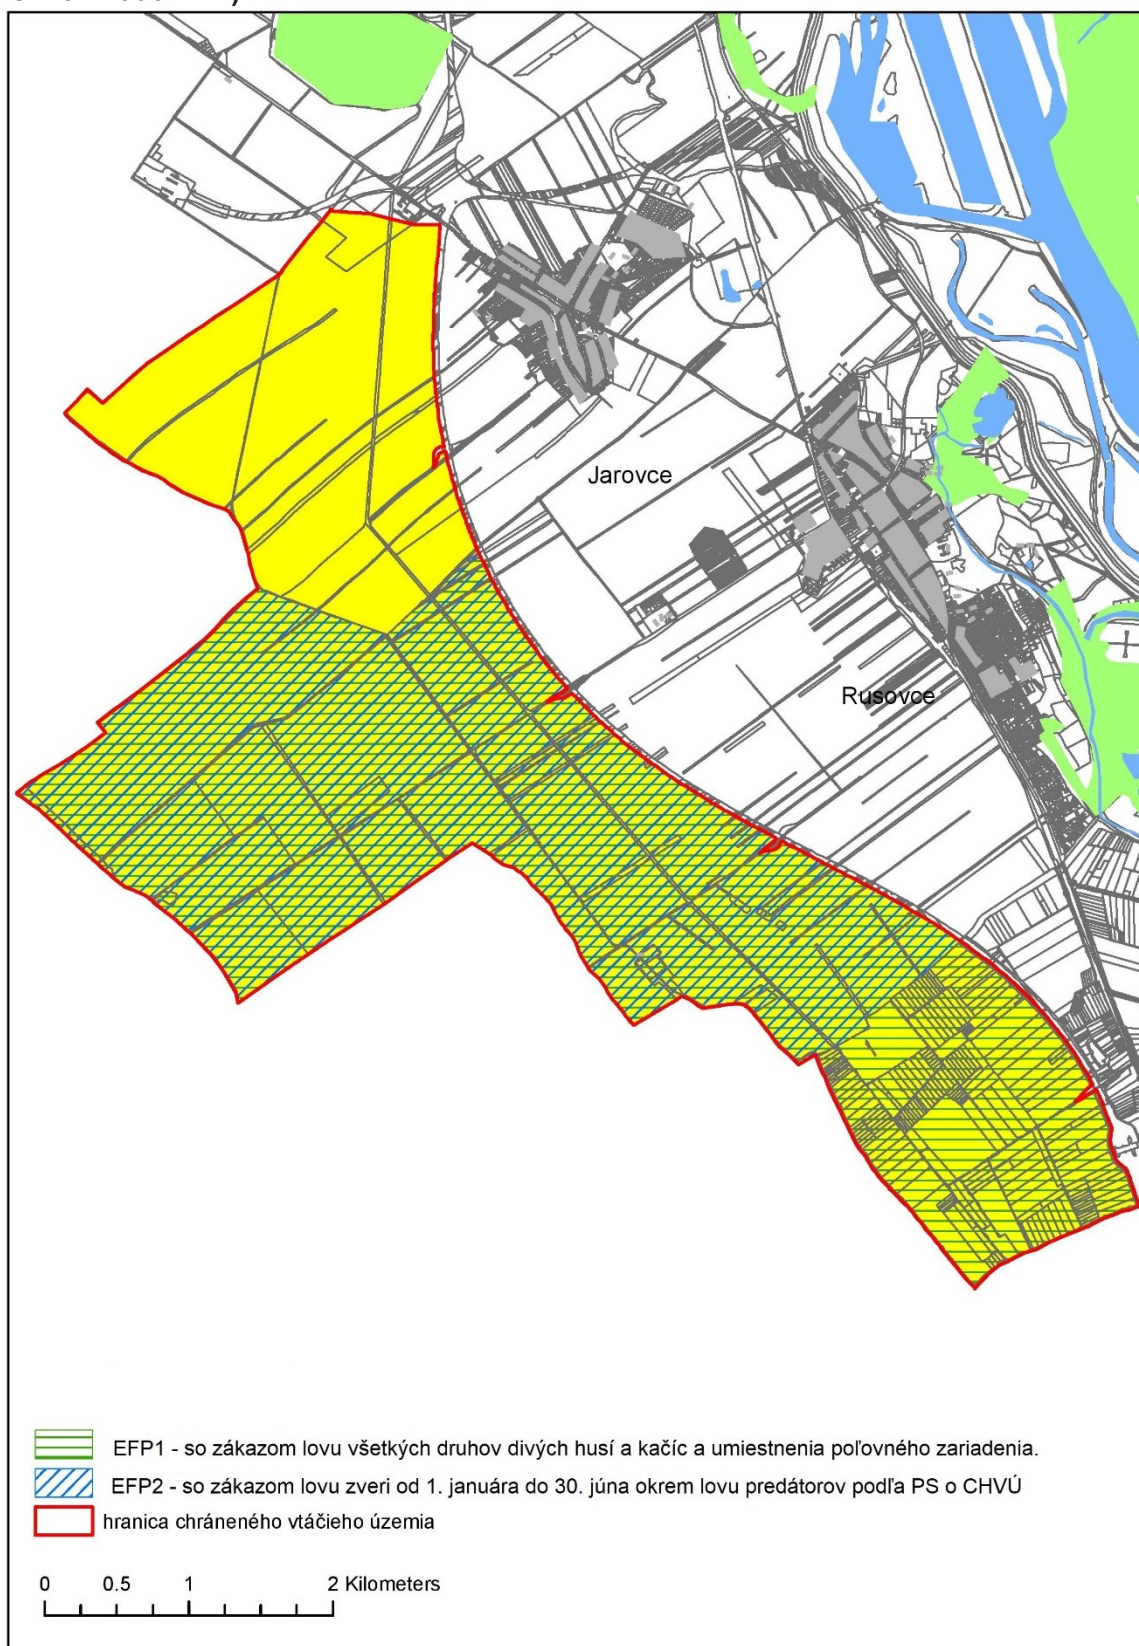 Jarovce
Rusovce
EFP1 - so zákazom lovu všetkých druhov divých husí a kačíc a umiestnenia poľovného zariadenia.
EFP2 - so zákazom lovu zveri od 1. januára do 30. júna okrem lovu predátorov podľa PS o CHVÚ
hranica chráneného vtáčieho územia
0 0.5 1 2 Kilometers